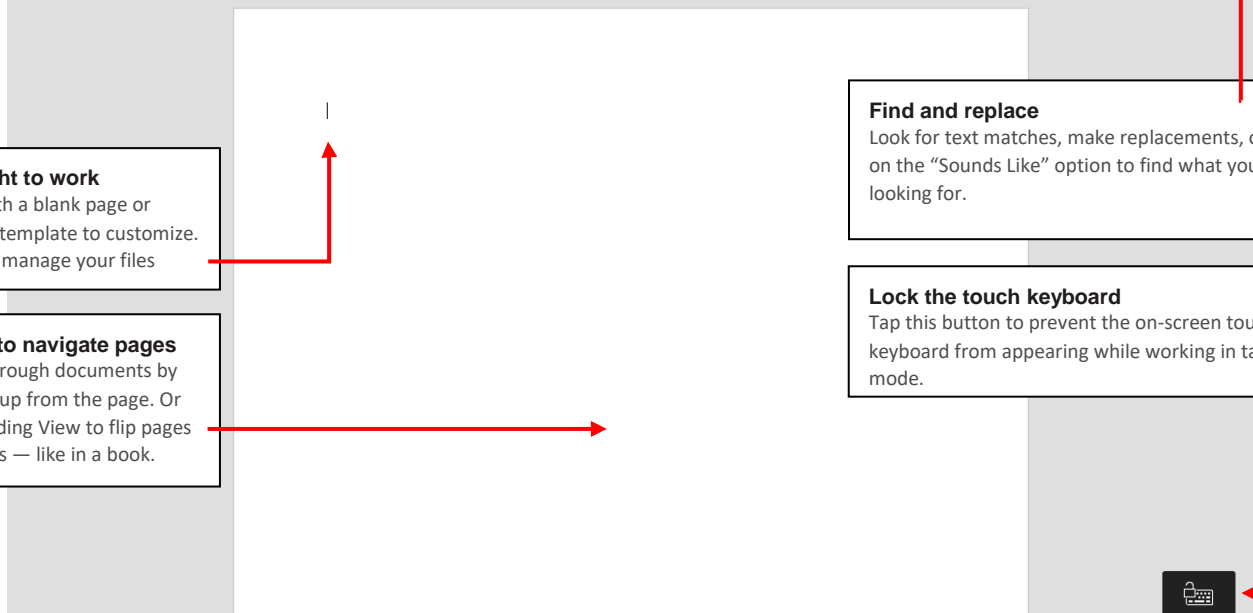 ht to work
th a blank page or
template to customize.
manage your files
to navigate pages
rough documents by
up from the page. Or
ding View to flip pages
s — like in a book.
Find and replace
Look for text matches, make replacements,
on the “Sounds Like” option to find what you
looking for.
Lock the touch keyboard
Tap this button to prevent the on-screen tou
keyboard from appearing while working in ta
mode.